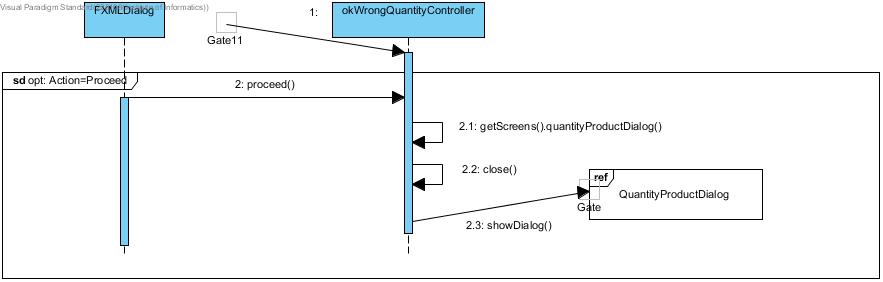 Visual Paradigm Standard
of informatics))
FXMLDialog
okWrongQuantityController
1:
Gate11
sd opt: Action=Proceed
2: proceed()
2.1: getScreens().quantityProductDialog()
2.2: close()
ref
QuantityProductDialog
Gate
2.3: showDialog()